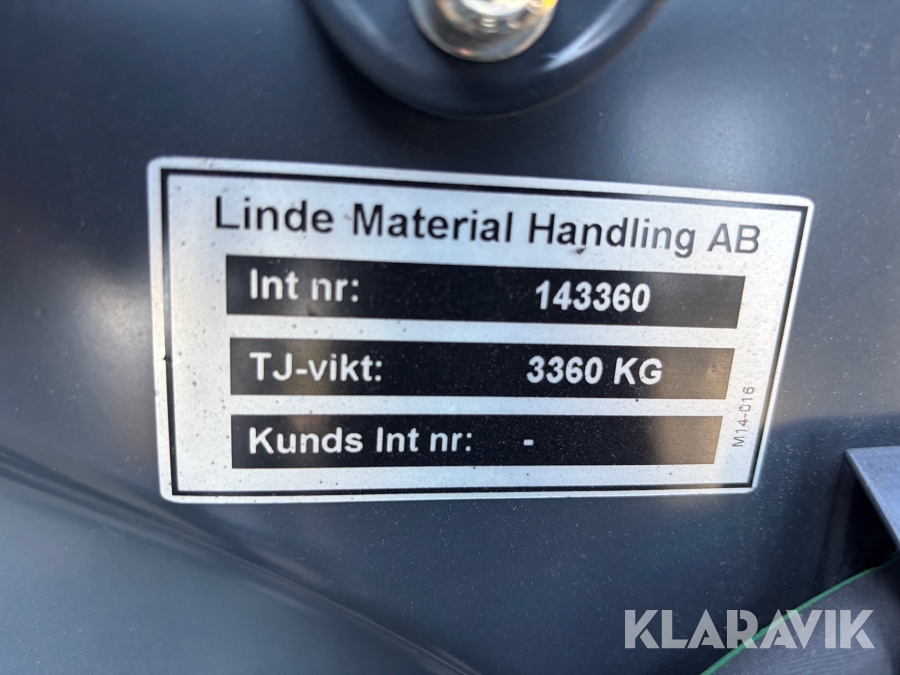 Linde Material Handling AB
Int nr: 143360
TJ-vikt: 3360 KG
Kunds Int nr: -
M14-016
KLARAVIK